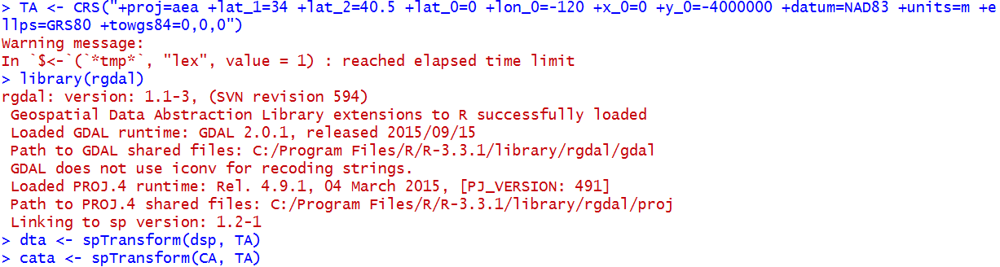 > TA <- CRS("+proj=aea +lat_1=34 +lat_2=40.5 +lat_0=0 +lon_0=-120 +x_0=0 +y_0=-4000000 +datum=NAD83 +units=m +e
llps=GRS80 +towgs84=0,0,0")
Warning message:
In `$<-`(`*tmp*`, "lex", value = 1) : reached elapsed time limit
> library(rgdal)
rgdal: version: 1.1-3, (SVN revision 594)
 Geospatial Data Abstraction Library extensions to R successfully loaded
 Loaded GDAL runtime: GDAL 2.0.1, released 2015/09/15
 Path to GDAL shared files: C:/Program Files/R/R-3.3.1/library/rgdal/gdal
 GDAL does not use iconv for recoding strings.
 Loaded PROJ.4 runtime: Rel. 4.9.1, 04 March 2015, [PJ_VERSION: 491]
 Path to PROJ.4 shared files: C:/Program Files/R/R-3.3.1/library/rgdal/proj
 Linking to sp version: 1.2-1
> dta <- spTransform(dsp, TA)
> cata <- spTransform(CA, TA)